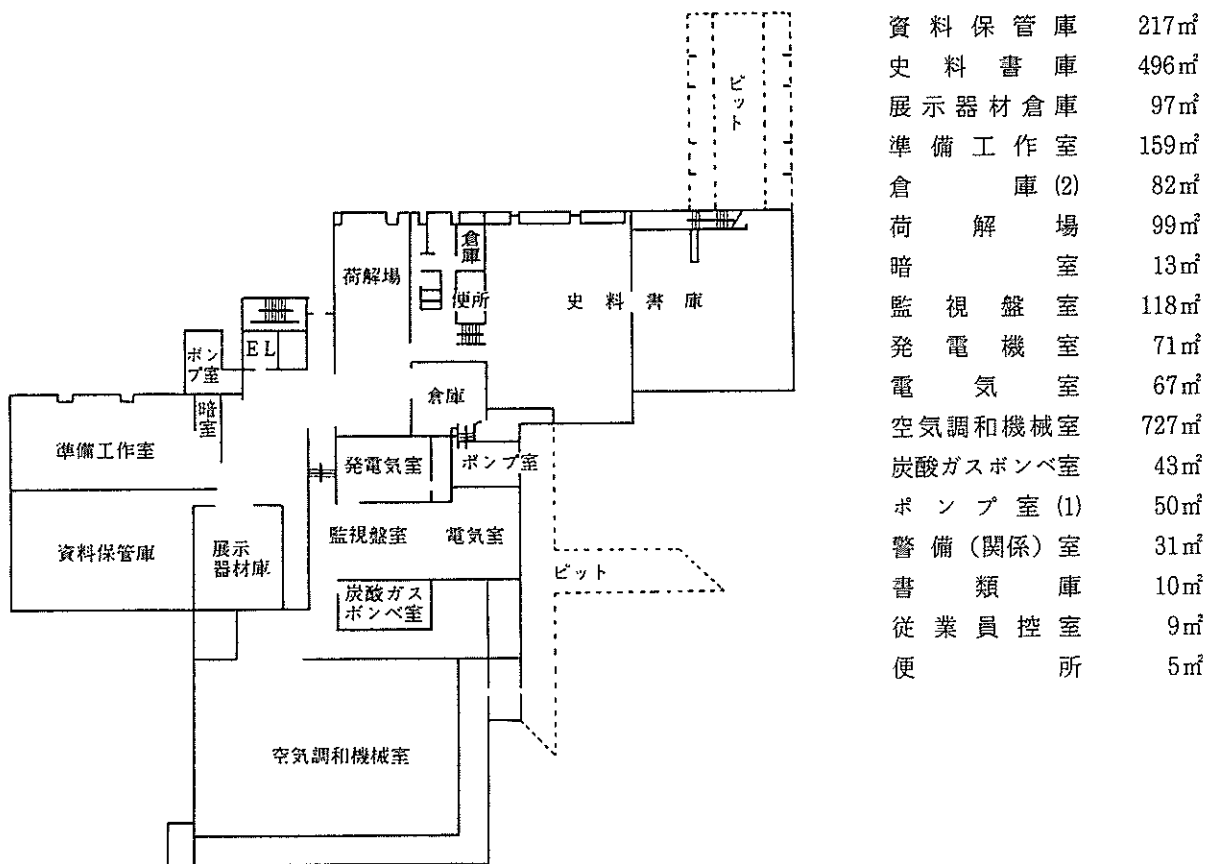 ピット
荷解場
倉庫
便所
史料書庫
EL
ポンプ室
暗室
倉庫
準備工作室
発電気室
ポンプ室
監視盤室
電気室
資料保管庫
展示
器材庫
ピット
炭酸ガス
ボンベ室
空気調和機械室
資料保管庫 217㎡
史料書庫 496㎡
展示器材倉庫 97㎡
準備工作室 159㎡
倉庫(2) 82㎡
荷解場 99㎡
暗室 13㎡
監視盤室 118㎡
発電機室 71㎡
電気室 67㎡
空気調和機械室 727㎡
炭酸ガスボンベ室 43㎡
ポンプ室(1) 50㎡
警備(関係)室 31㎡
書類庫 10㎡
従業員控室 9㎡
便所 5㎡